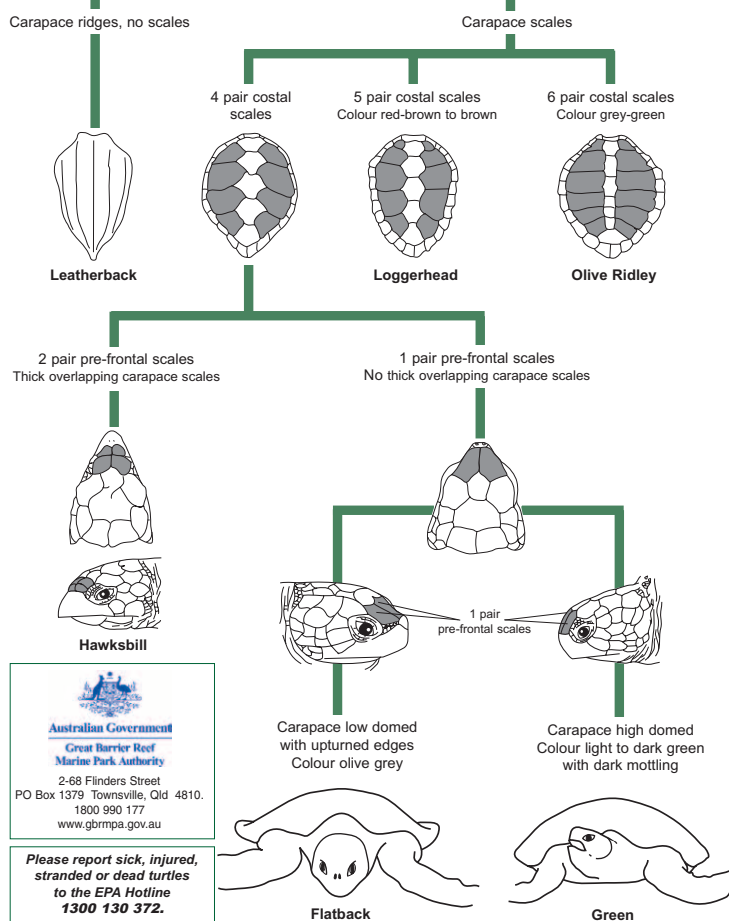 Carapace ridges, no scales
Carapace scales
4 pair costal
scales
5 pair costal scales
Colour red-brown to brown
6 pair costal scales
Colour grey-green
Leatherback
Loggerhead
Olive Ridley
2 pair pre-frontal scales
Thick overlapping carapace scales
1 pair pre-frontal scales
No thick overlapping carapace scales
1 pair
pre-frontal scales
Hawksbill
Australian Government
Great Barrier Reef
Marine Park Authority
2-68 Flinders Street
PO Box 1379 Townsville, Qld 4810.
1800 990 177
www.gbrmpa.gov.au
Please report sick, injured,
stranded or dead turtles
to the EPA Hotline
1300 130 372.
Carapace low domed
with upturned edges
Colour olive grey
Carapace high domed
Colour light to dark green
with dark mottling
Flatback
Green